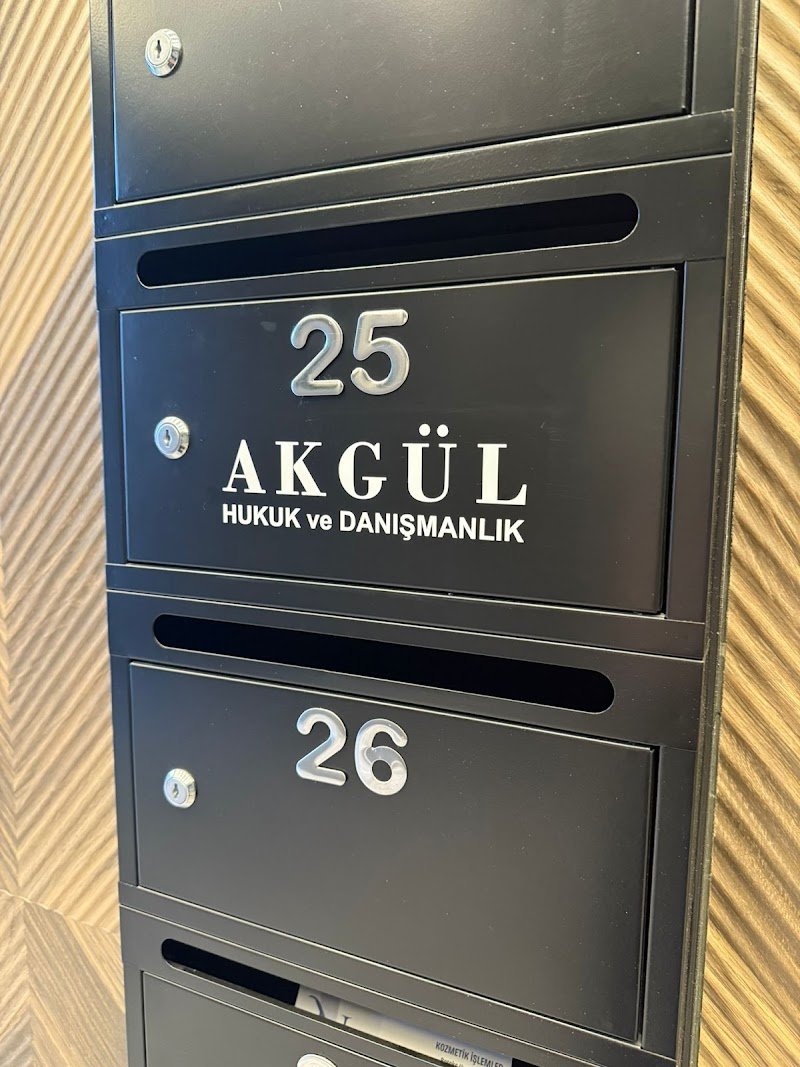 25
AKGÜL
HUKUK ve DANIŞMANLIK
26
KOZMETİK İŞLEMLER